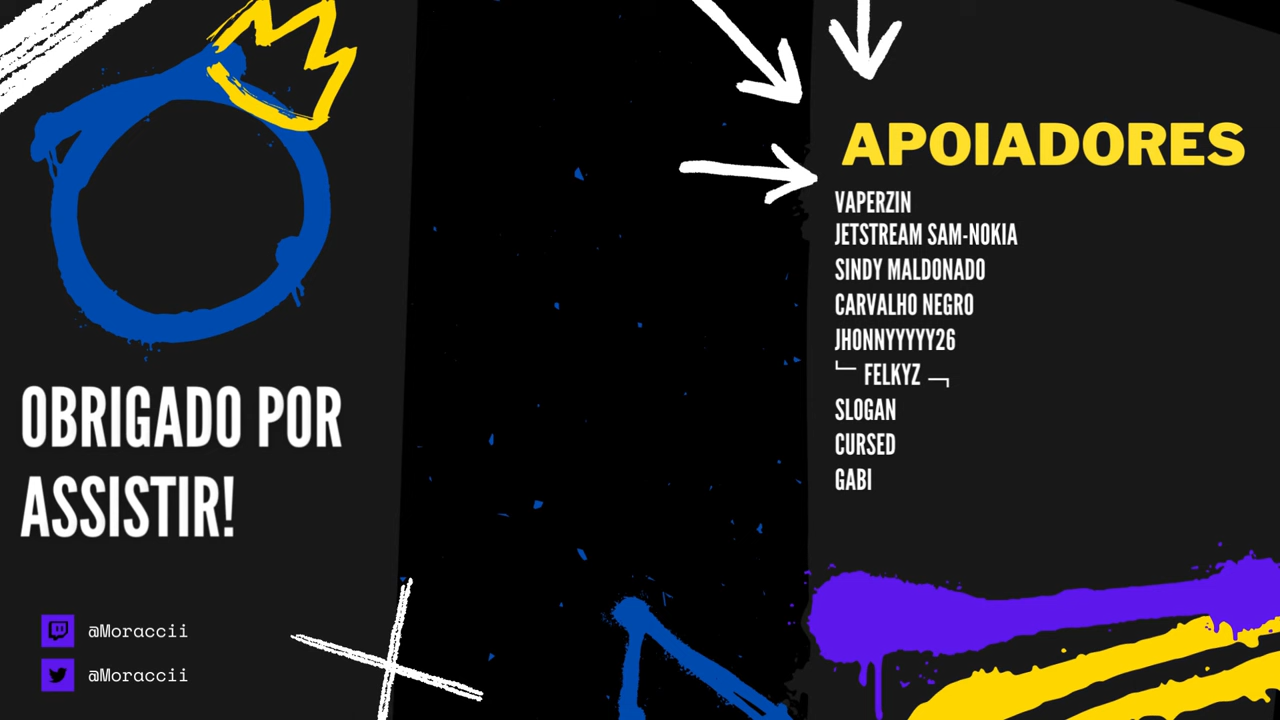 OBRIGADO POR
ASSISTIR!
@Moraccii
@Moraccii
APOIADORES
VAPERZIN
JETSTREAM SAM-NOKIA
SINDY MALDONADO
CARVALHO NEGRO
JHONNYYYYY26
╘═ FELKYZ ═╕
SLOGAN
CURSED
GABI